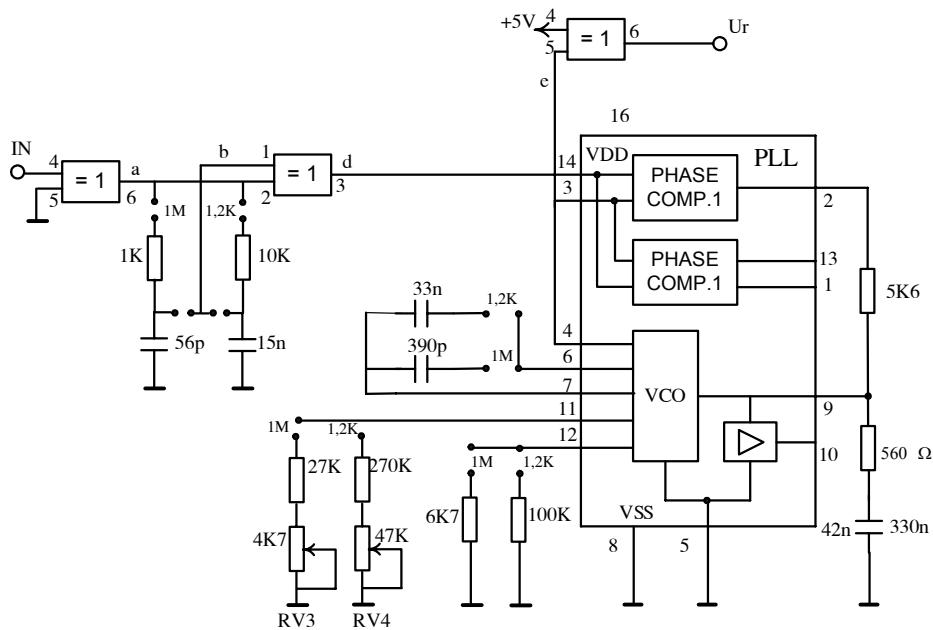 +5V
4
= 1
6
Ur
5
e
16
IN
4
= 1
a
5
6
b
1
= 1
d
2
3
14
VDD
PLL
3
PHASE
COMP.1
2
1M
1,2K
1K
10K
PHASE
COMP.1
13
1
5K6
33n
1,2K
56p
15n
390p
1M
4
6
7
VCO
9
11
12
10
1M
1,2K
27K
270K
1M
1,2K
560 Ω
4K7
47K
6K7
100K
VSS
8
5
42n
330n
RV3
RV4